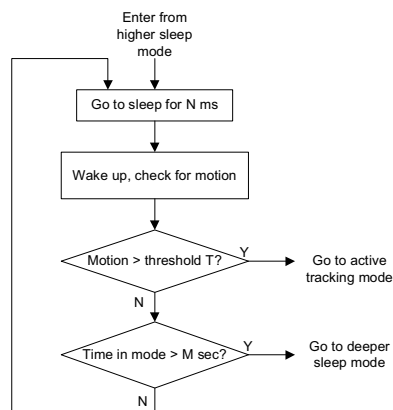 Enter from
higher sleep
mode
Go to sleep for N ms
Wake up, check for motion
Motion > threshold T?
Y
Go to active
tracking mode
N
Time in mode > M sec?
Y
Go to deeper
sleep mode
N